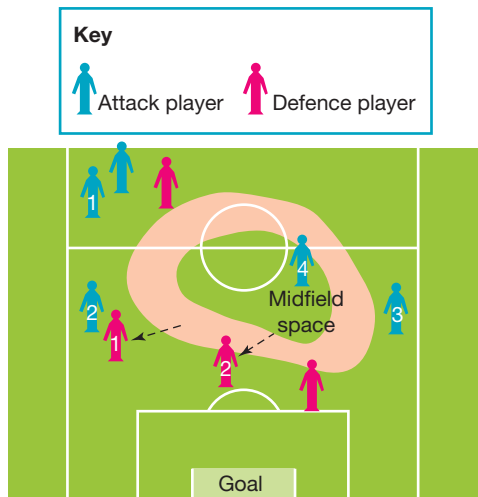 Key
Attack player
Defence player
1
4
2
3
Midfield
space
1
2
Goal